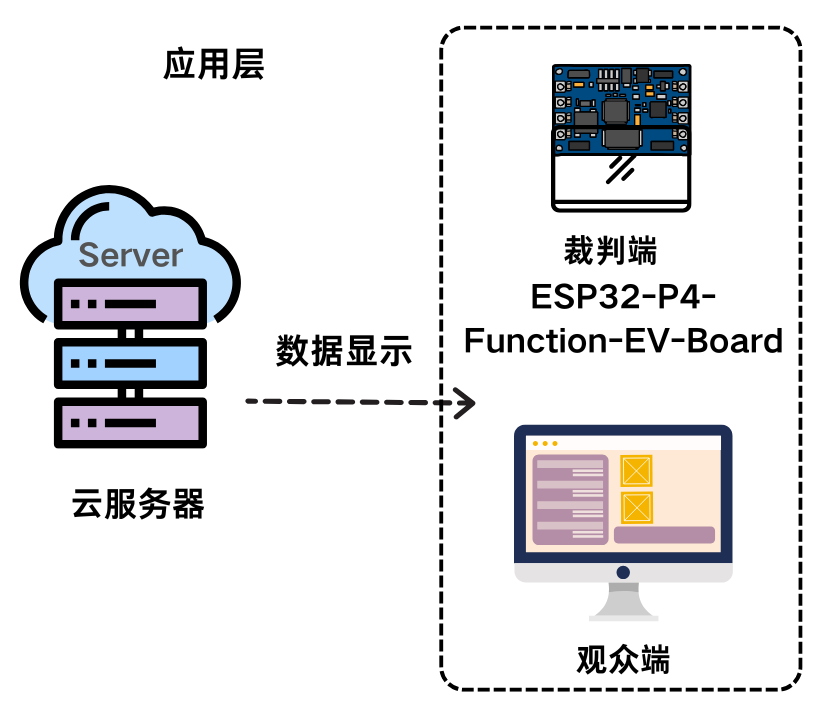 应用层
Server
云服务器
数据显示
裁判端
ESP32-P4-
Function-EV-Board
观众端